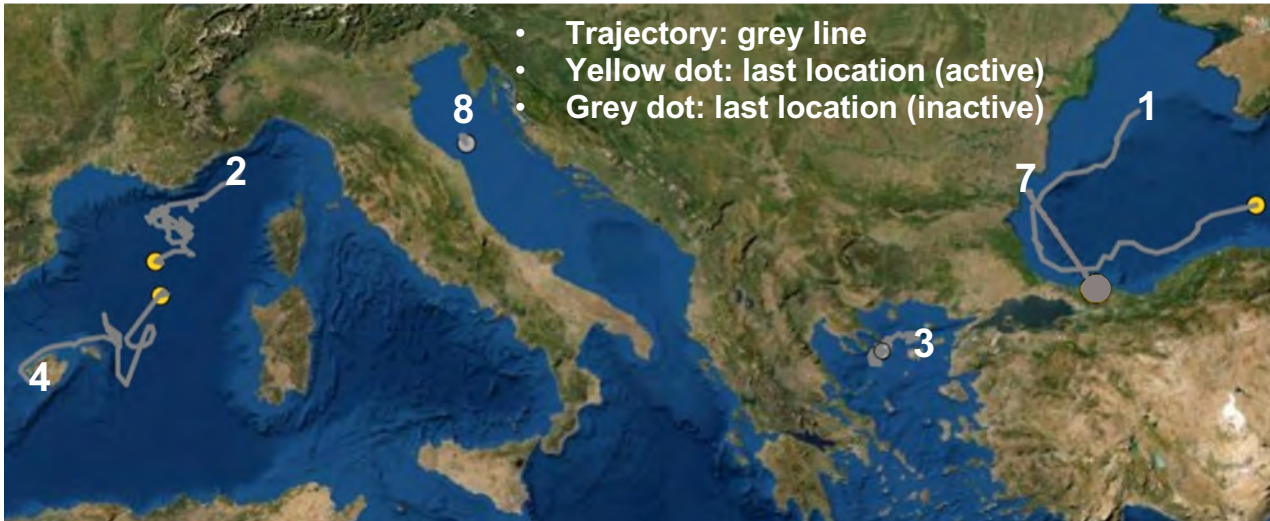 • Trajectory: grey line
• Yellow dot: last location (active)
• Grey dot: last location (inactive)
8
1
2
7
3
4